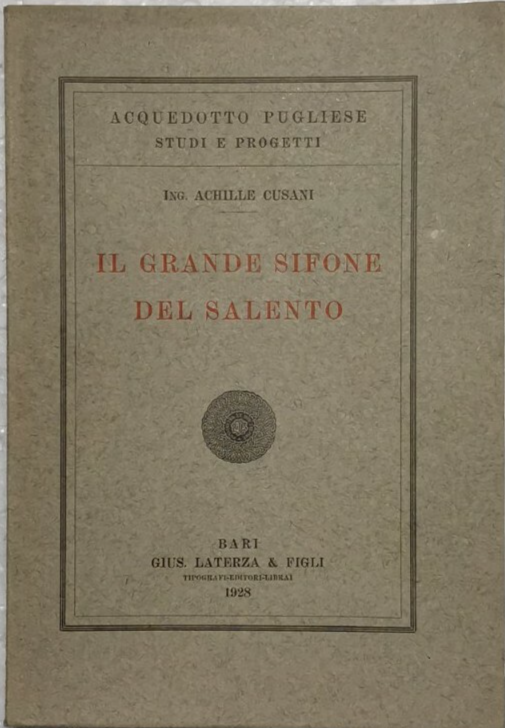 ACQUEDOTTO PUGLIESE
STUDI E PROGETTI
ING. ACHILLE CUSANI
IL GRANDE SIFONE
DEL SALENTO
BARI
GIUS. LATERZA & FIGLI
TIPOGRAFI-EDITORI-LIBRAI
1928